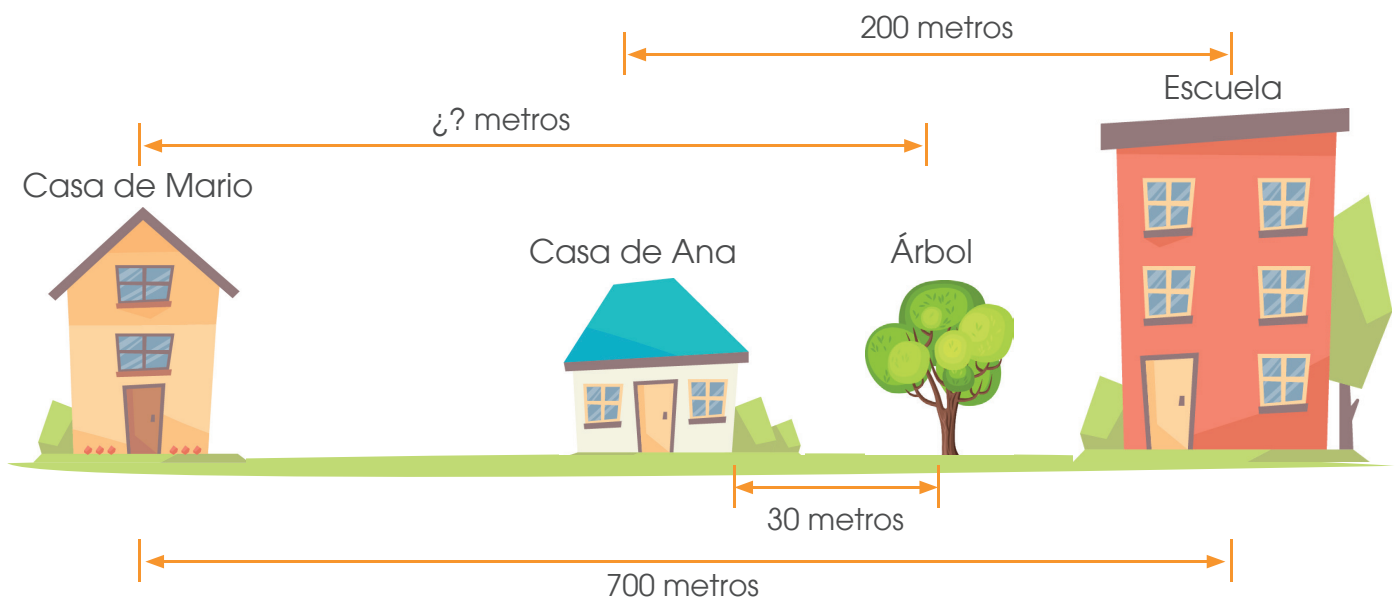 200 metros
Escuela
¿? metros
Casa de Mario
Casa de Ana
Árbol
30 metros
700 metros